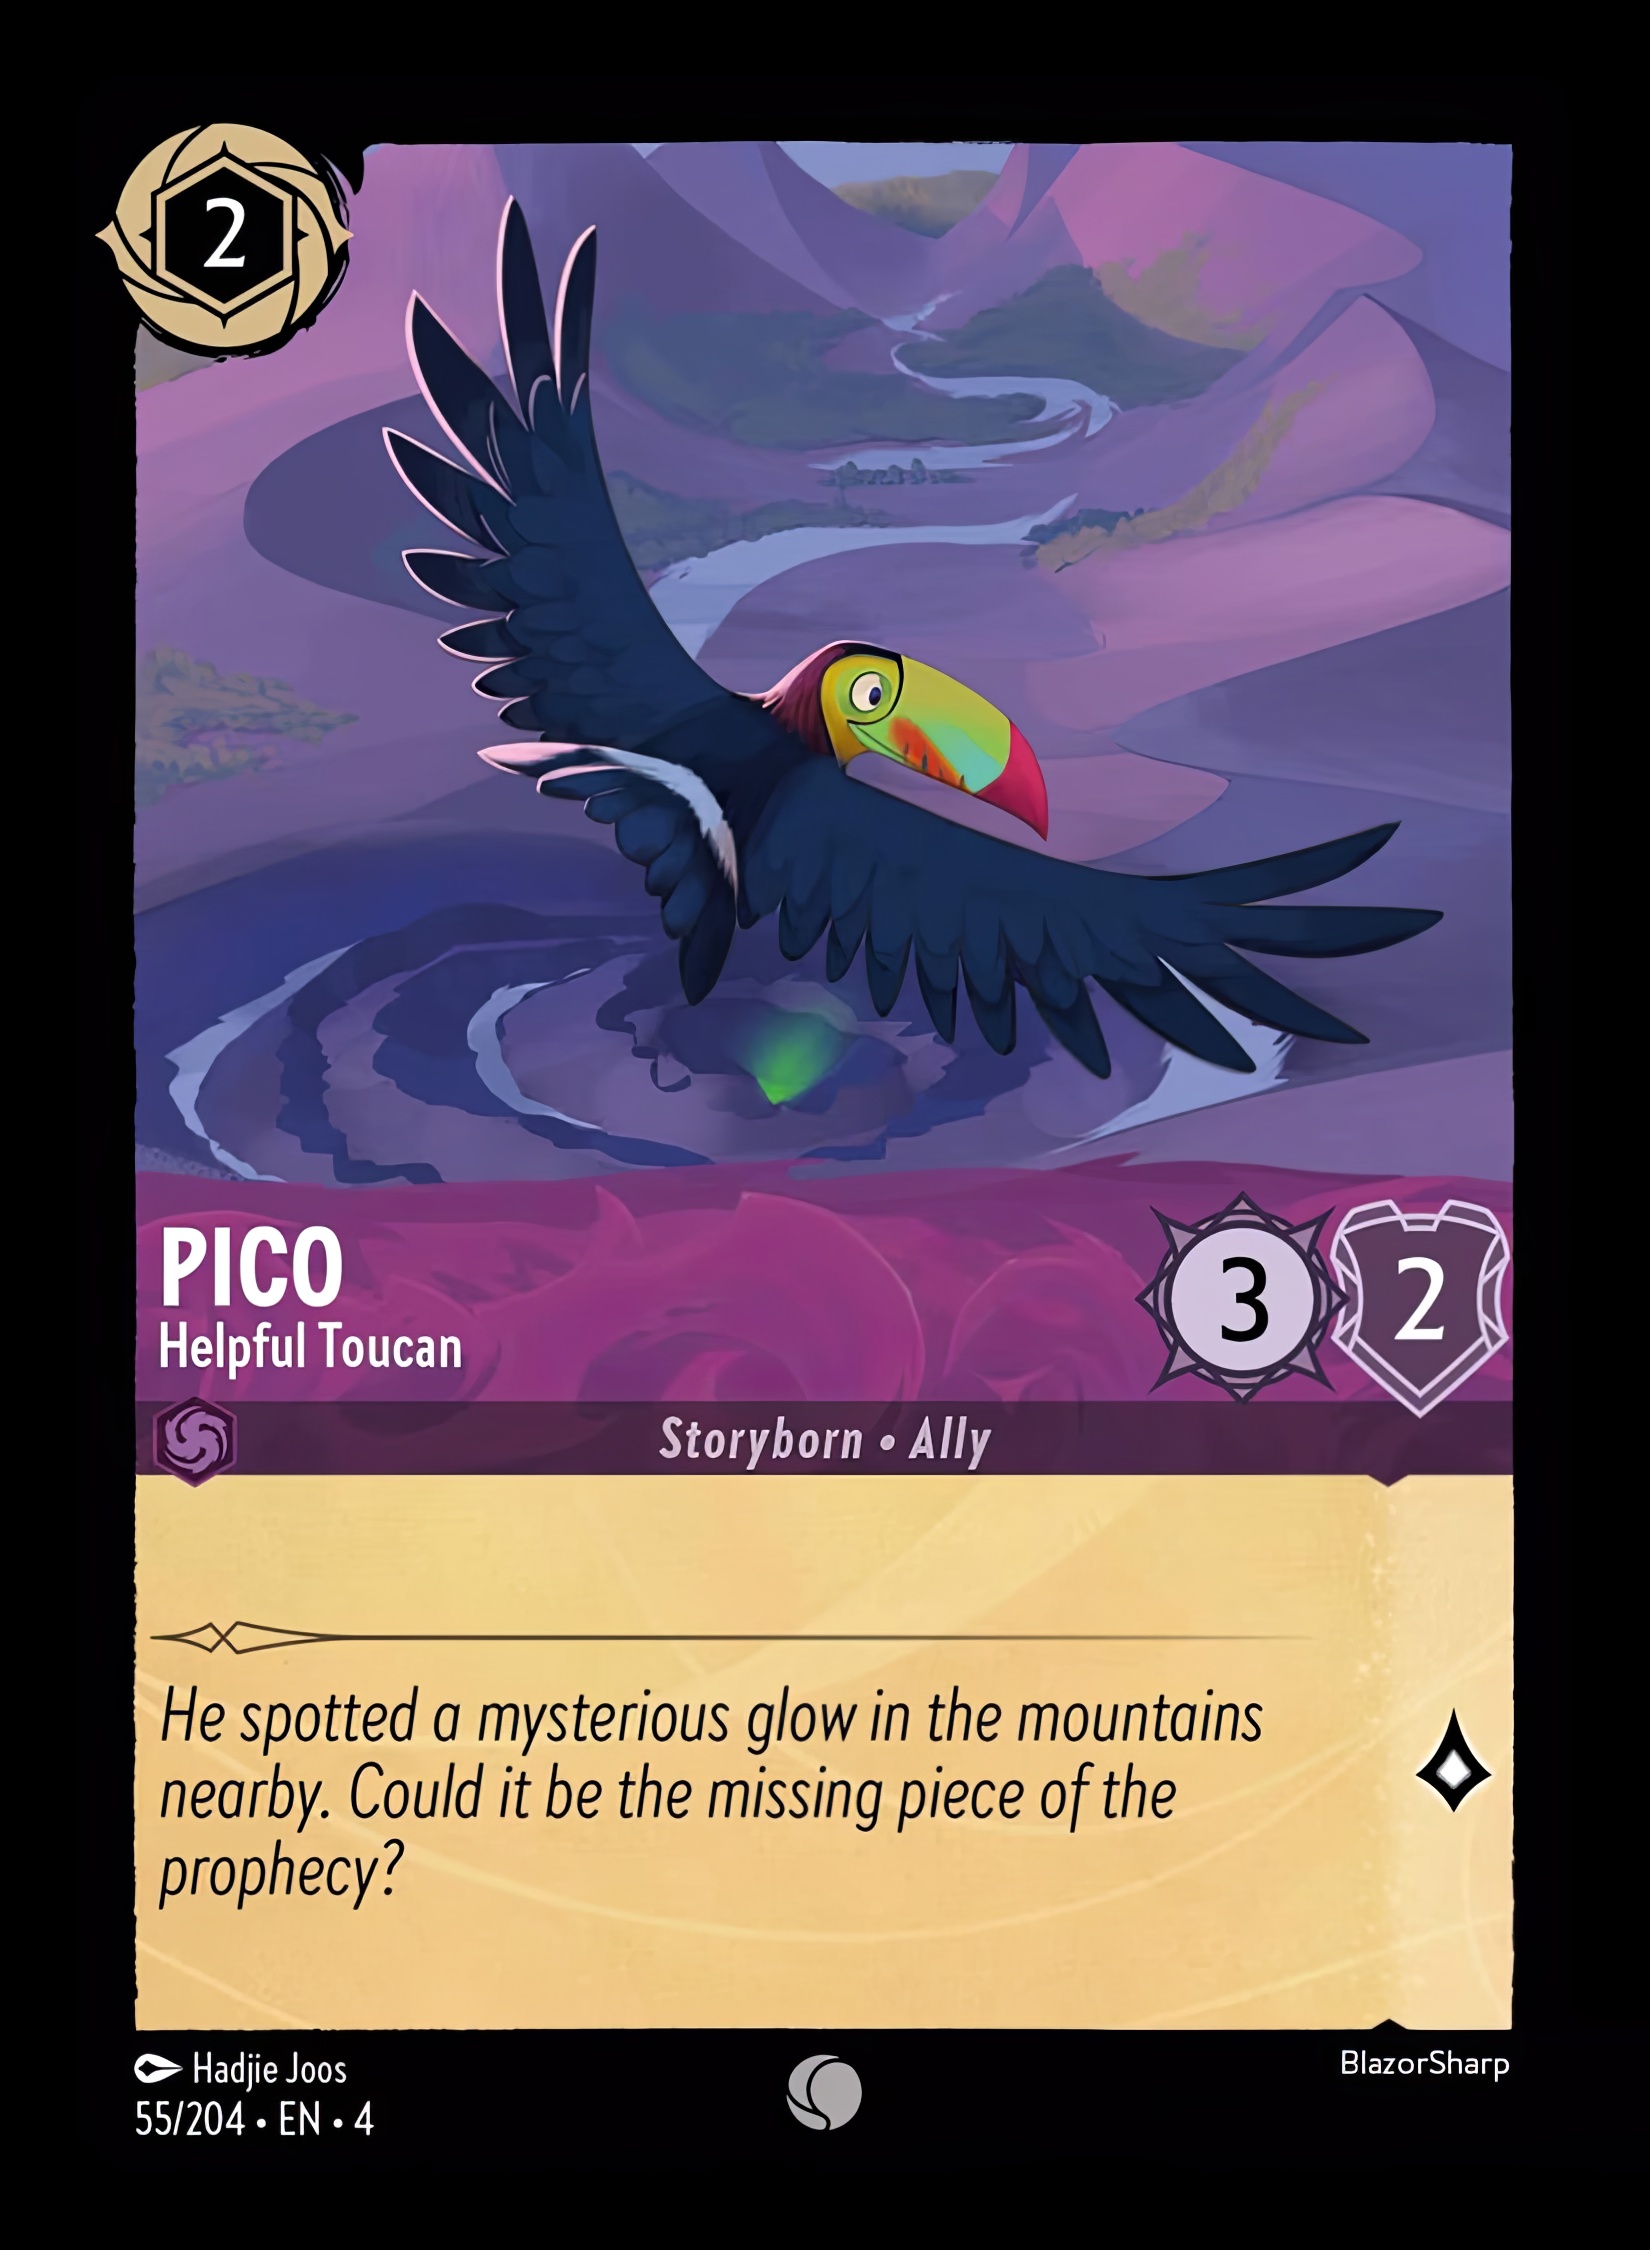 2
PICO
Helpful Toucan
3
2
Storyborn • Ally
He spotted a mysterious glow in the mountains
nearby. Could it be the missing piece of the
prophecy?
Hadjie Joos
BlazorSharp
55/204 • EN • 4